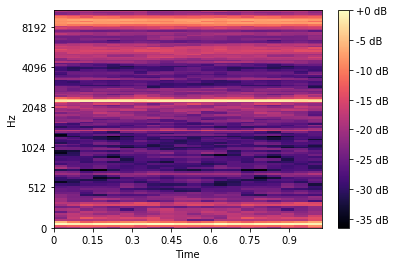 8192
4096
2048
1024
512
0
Hz
0 0.15 0.3 0.45 0.6 0.75 0.9
Time
+0 dB
-5 dB
-10 dB
-15 dB
-20 dB
-25 dB
-30 dB
-35 dB